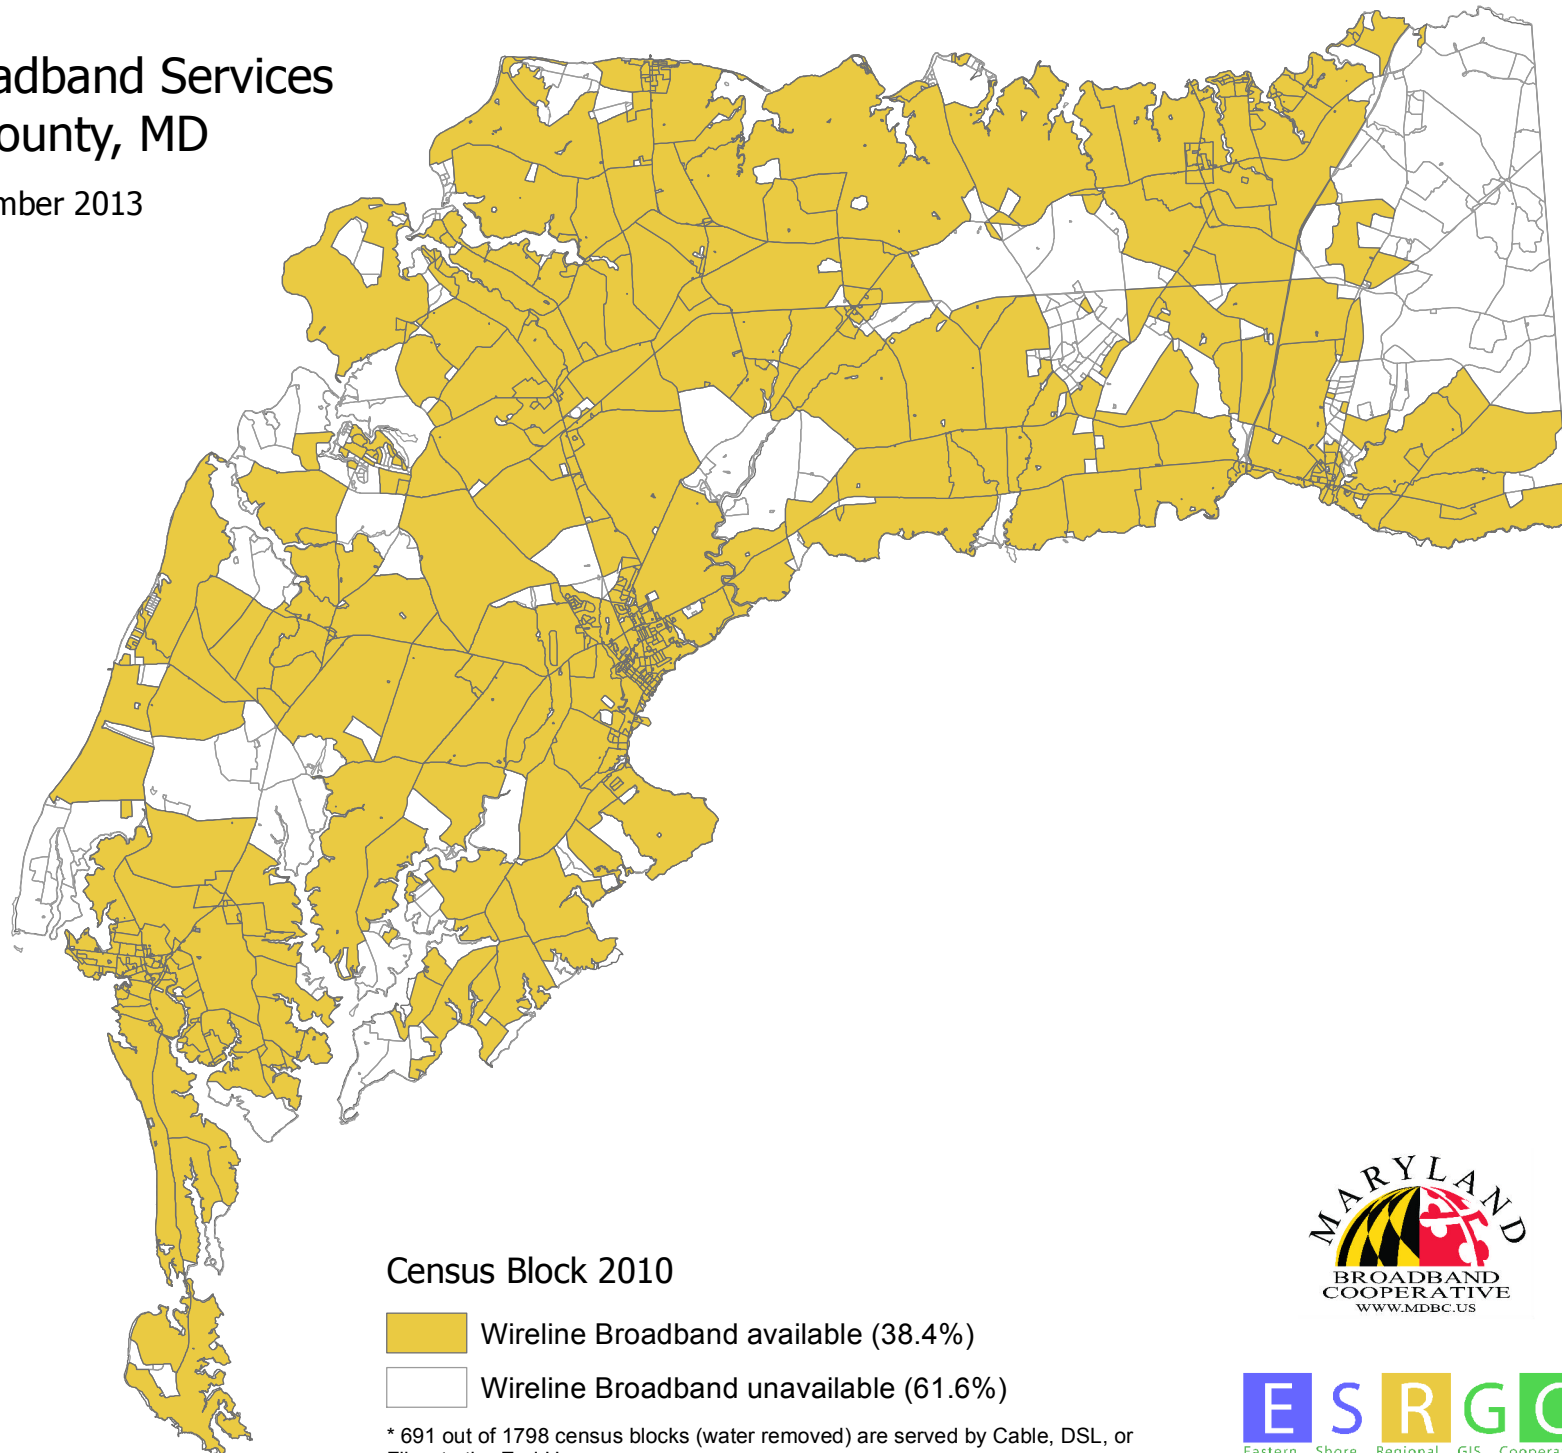 adband Services
ounty, MD
mber 2013
Census Block 2010
Wireline Broadband available (38.4%)
Wireline Broadband unavailable (61.6%)
* 691 out of 1798 census blocks (water removed) are served by Cable, DSL, or
MARYLAND
BROADBAND
COOPERATIVE
WWW.MDBC.US
ESRGC
Eastern Shore Regional GIS Coopera